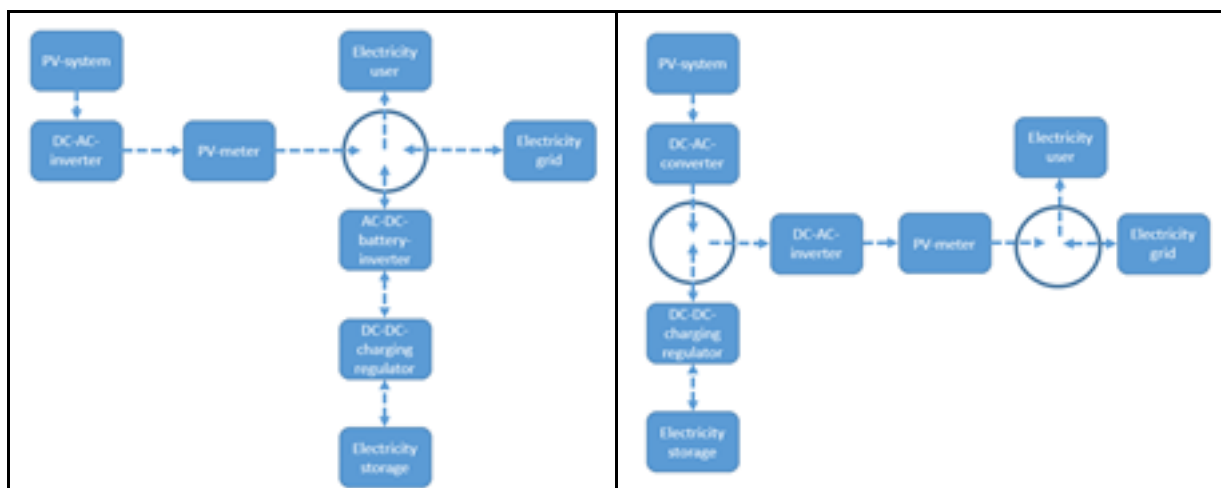 PV-system
DC-AC-
inverter
PV-meter
Electricity
user
Electricity
grid
AC-DC-
battery-
inverter
DC-DC-
charging
regulator
Electricity
storage
PV-system
DC-AC-
converter
DC-AC-
inverter
PV-meter
Electricity
user
Electricity
grid
DC-DC-
charging
regulator
Electricity
storage